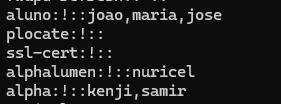 aluno:!::joao,maria,jose
plocate:!::
ssl-cert:!::
alphalumen:!::nuricel
alpha:!::kenji,samir